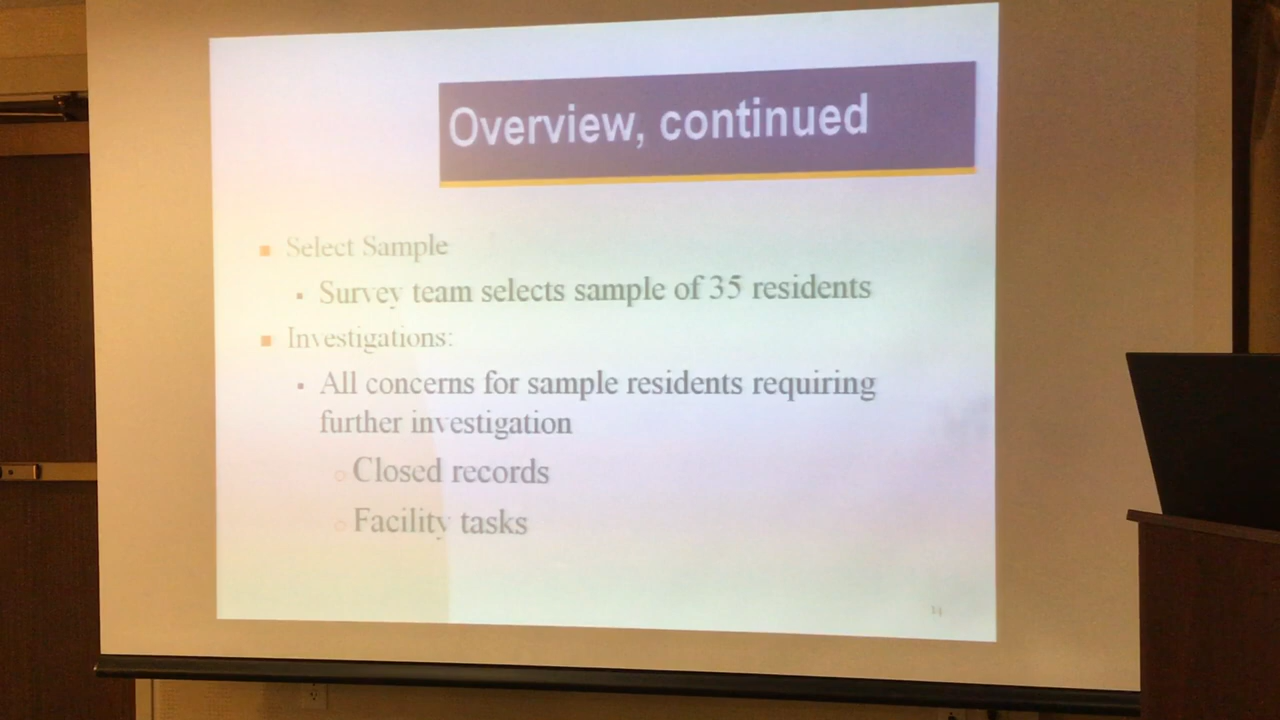 Overview, continued
Select Sample
Survey team selects sample of 35 residents
Investigations:
All concerns for sample residents requiring
further investigation
Closed records
Facility tasks